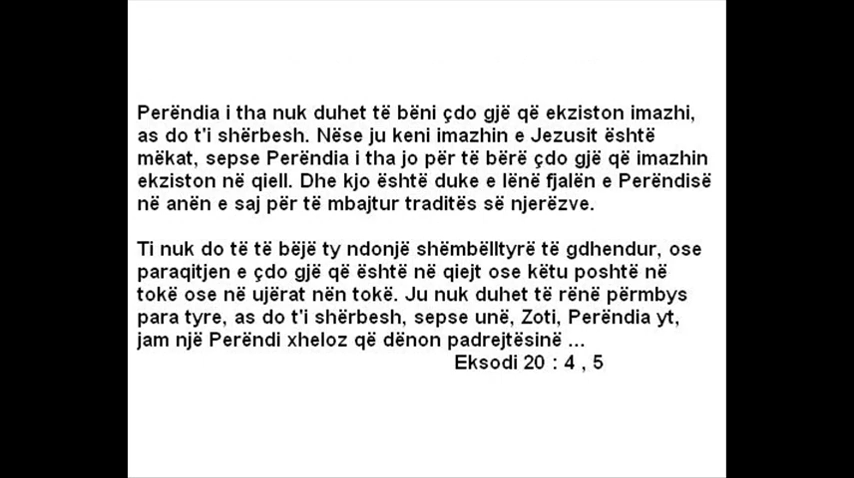 Perëndia i tha nuk duhet të bëni çdo gjë që ekziston imazhi,
as do t'i shërbesh. Nëse ju keni imazhin e Jezusit është
mëkat, sepse Perëndia i tha jo për të bërë çdo gjë që imazhin
ekziston në qiell. Dhe kjo është duke e lënë fjalën e Perëndisë
në anën e saj për të mbajtur traditës së njerëzve.
Ti nuk do të të bëjë ty ndonjë shëmbëlltyrë të gdhendur, ose
paraqitjen e çdo gjë që është në qiejt ose këtu poshtë në
tokë ose në ujërat nën tokë. Ju nuk duhet të rënë përmbys
para tyre, as do t'i shërbesh, sepse unë, Zoti, Perëndia yt,
jam një Perëndi xheloz që dënon padrejtësinë ...
Eksodi 20 : 4 , 5